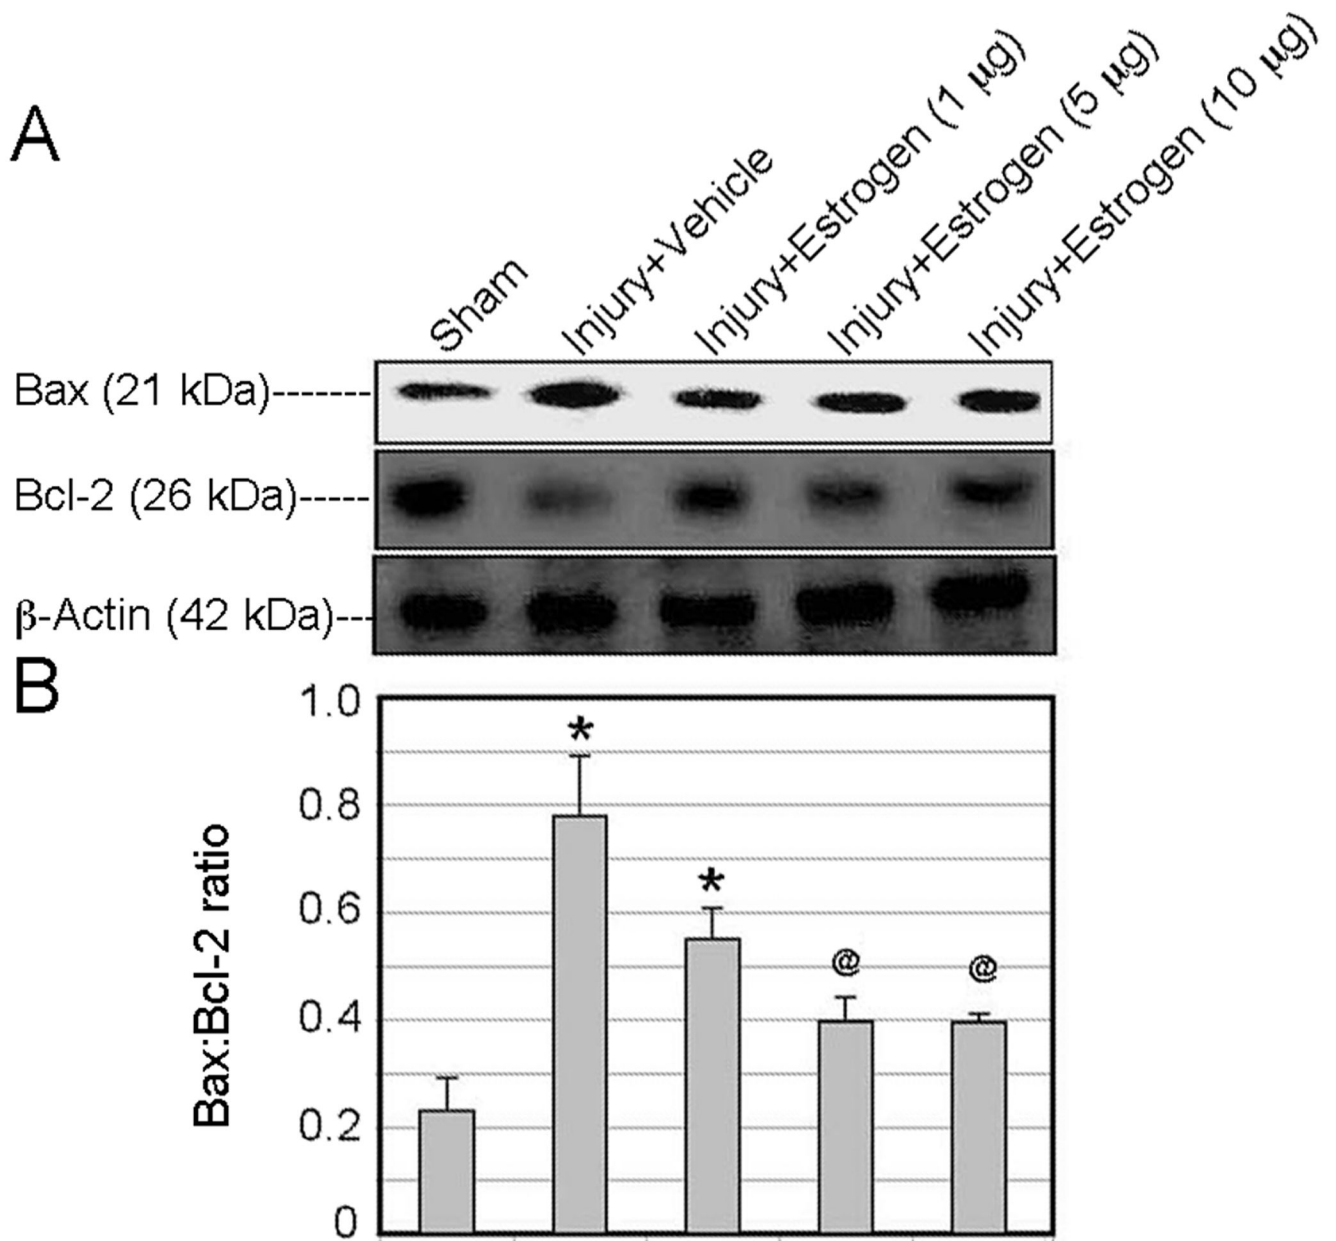 A
Sham
Injury+Vehicle
Injury+Estrogen (1 μg)
Injury+Estrogen (5 μg)
Injury+Estrogen (10 μg)
Bax (21 kDa)-------
Bcl-2 (26 kDa)-----
β-Actin (42 kDa)---
B
Bax:Bcl-2 ratio
1.0
0.8
0.6
0.4
0.2
0
*
*
@
@